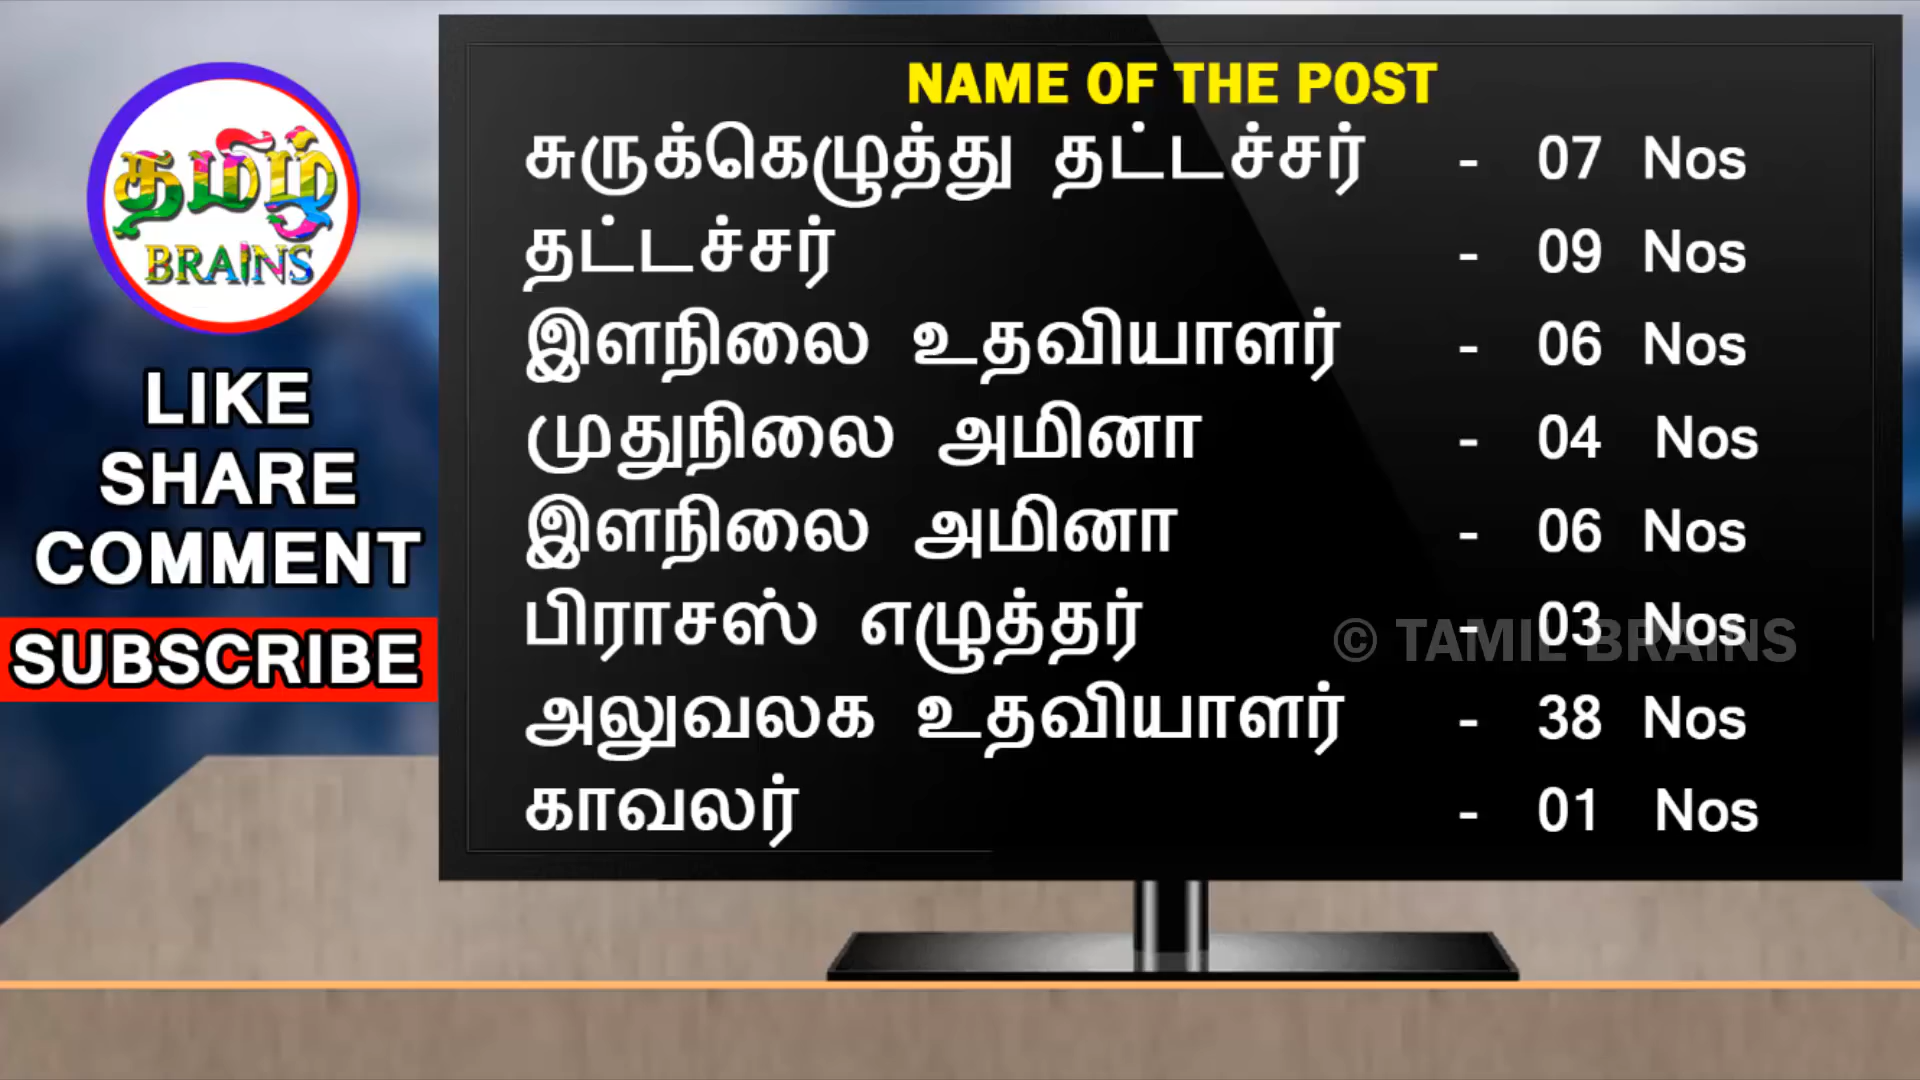 தமிழ்
BRAINS
LIKE
SHARE
COMMENT
SUBSCRIBE
NAME OF THE POST
சுருக்கெழுத்து தட்டச்சர் - 07 Nos
தட்டச்சர் - 09 Nos
இளநிலை உதவியாளர் - 06 Nos
முதுநிலை அமினா - 04 Nos
இளநிலை அமினா - 06 Nos
பிராசஸ் எழுத்தர் - 03 Nos
© TAMIL BRAINS
அலுவலக உதவியாளர் - 38 Nos
காவலர் - 01 Nos